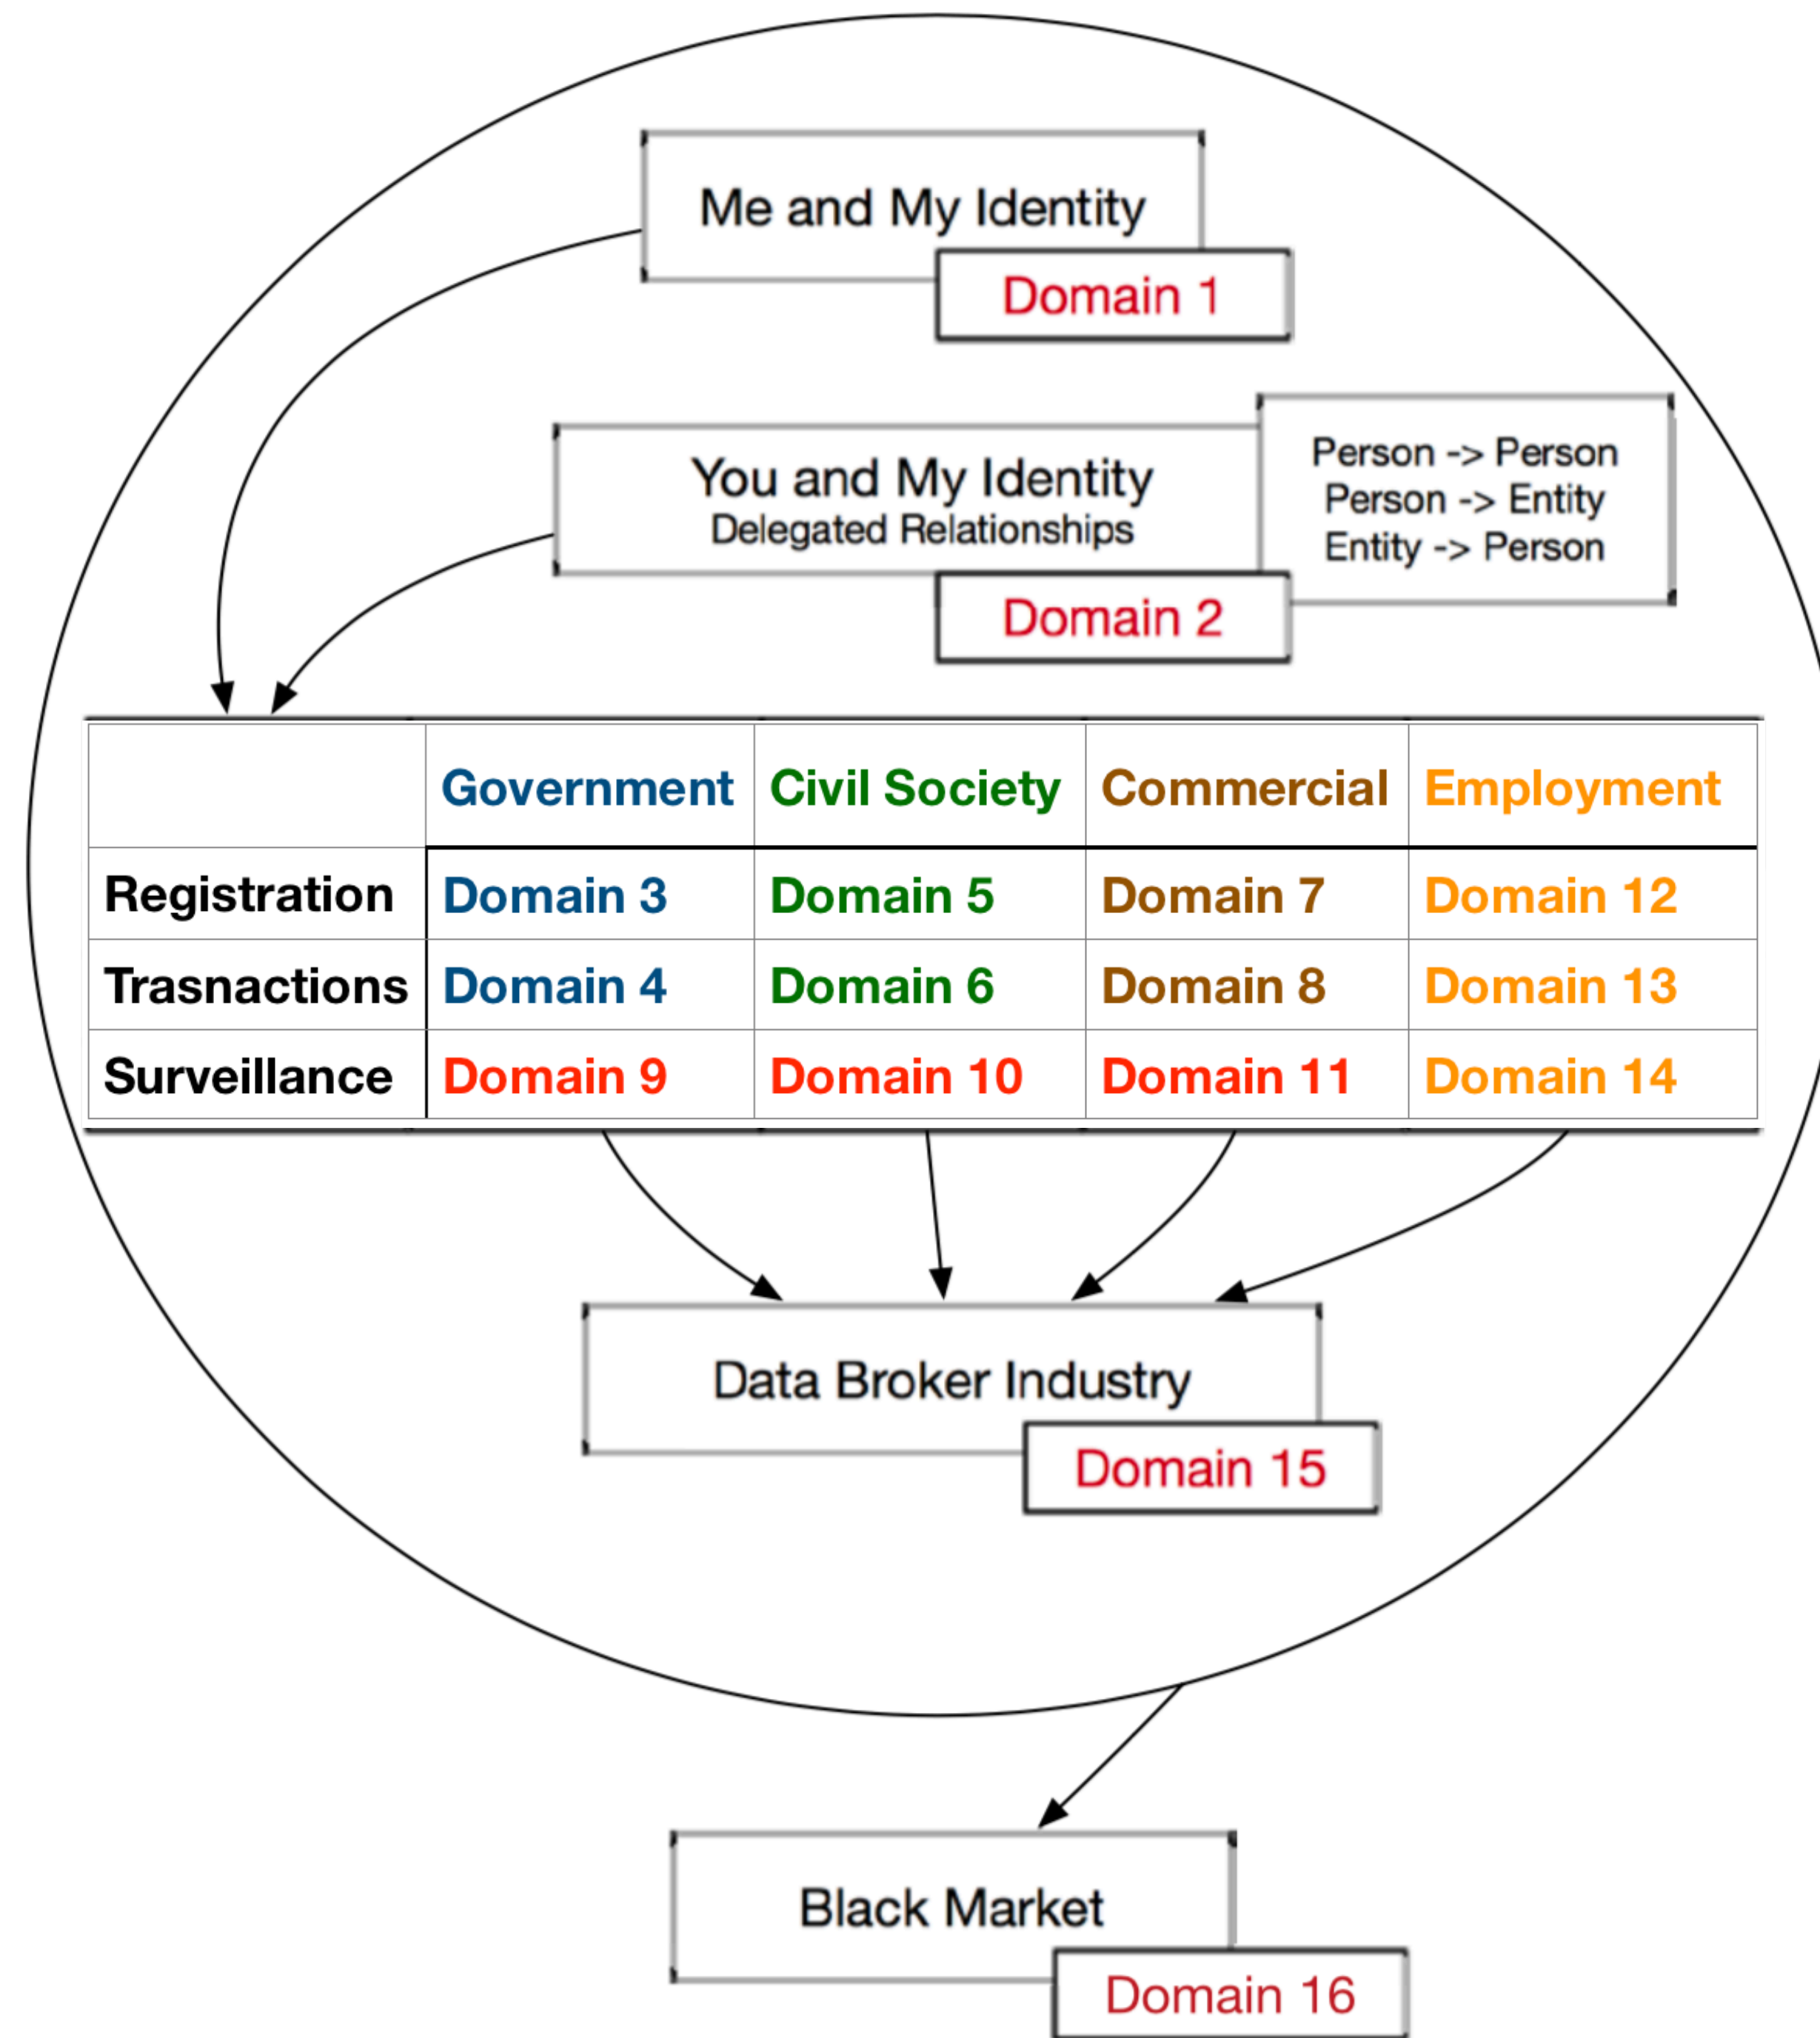 Me and My Identity
Domain 1
You and My Identity
Delegated Relationships
Person -> Person
Person -> Entity
Entity -> Person
Domain 2
Government Civil Society Commercial Employment
Registration Domain 3 Domain 5 Domain 7 Domain 12
Trasnactions Domain 4 Domain 6 Domain 8 Domain 13
Surveillance Domain 9 Domain 10 Domain 11 Domain 14
Data Broker Industry
Domain 15
Black Market
Domain 16